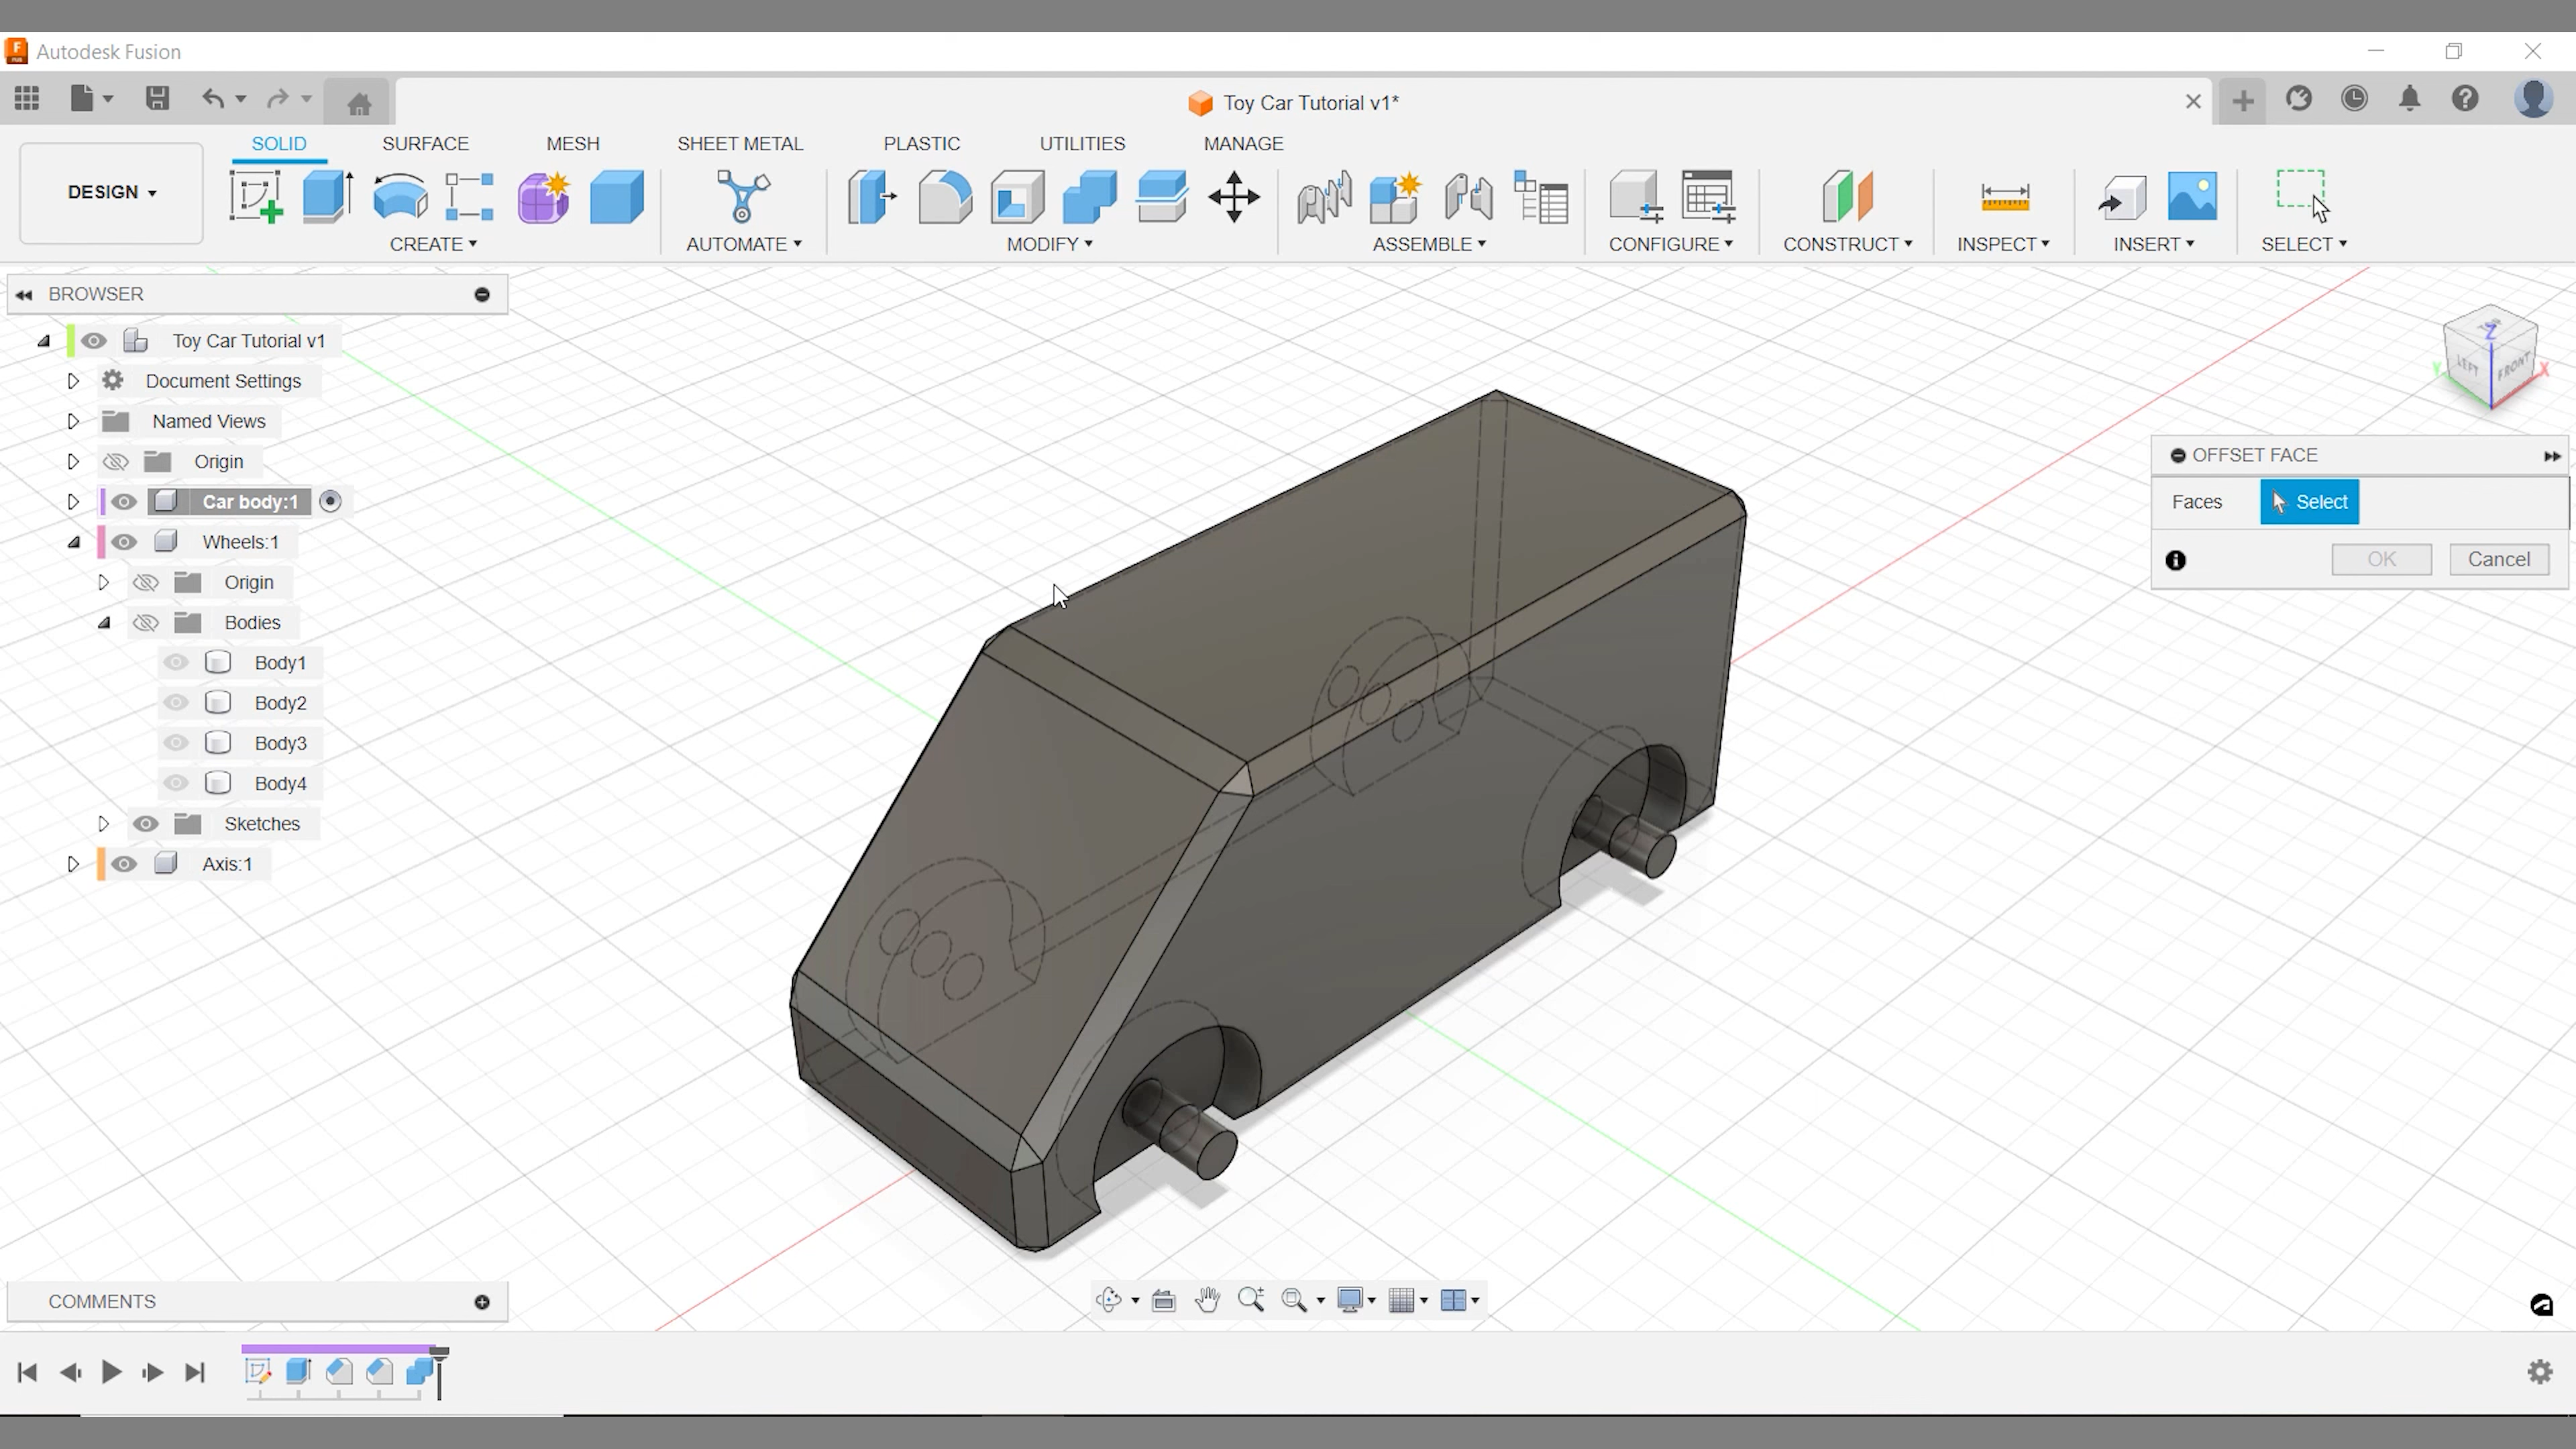 Autodesk Fusion
Toy Car Tutorial v1*
SOLID SURFACE MESH SHEET METAL PLASTIC UTILITIES MANAGE
DESIGN
CREATE AUTOMATE MODIFY ASSEMBLE CONFIGURE CONSTRUCT INSPECT INSERT SELECT
BROWSER
Toy Car Tutorial v1
Document Settings
Named Views
Origin
Car body:1
Wheels:1
Origin
Bodies
Body1
Body2
Body3
Body4
Sketches
Axis:1
Z
LEFT FRONT
Y X
OFFSET FACE
Faces Select
OK Cancel
COMMENTS